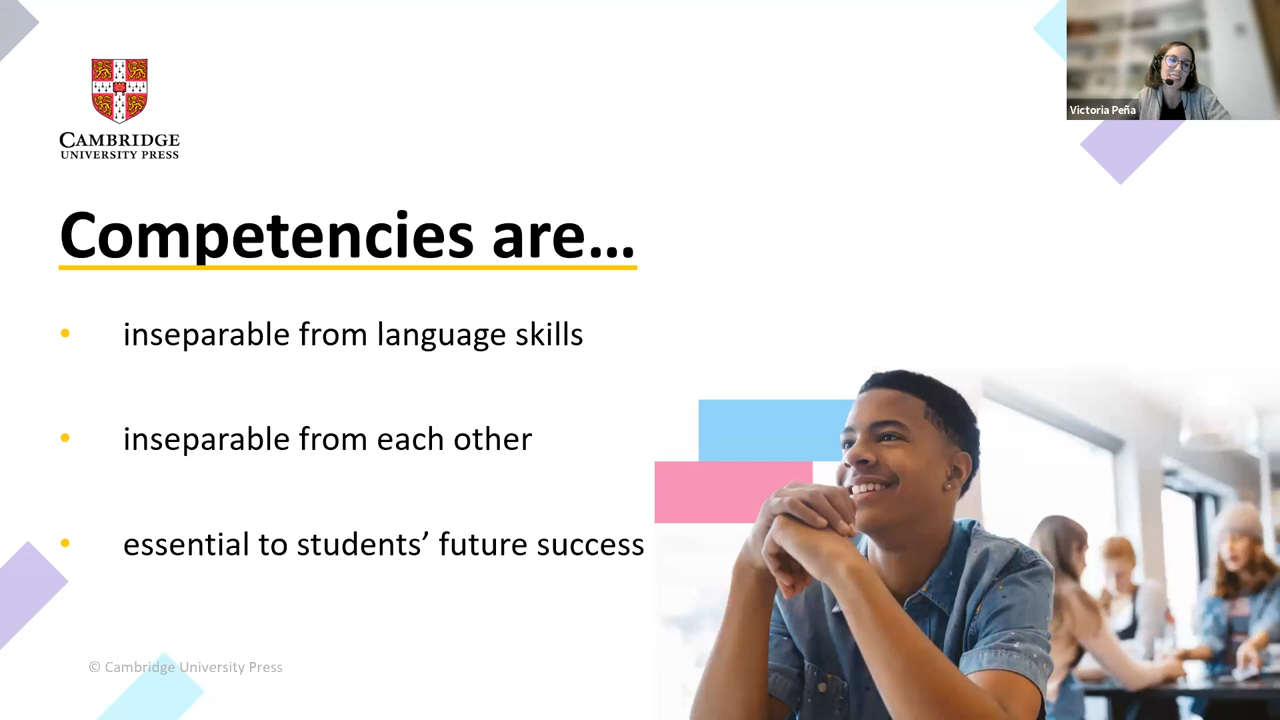 CAMBRIDGE
UNIVERSITY PRESS
Victoria Peña
Competencies are…
• inseparable from language skills
• inseparable from each other
• essential to students’ future success
© Cambridge University Press